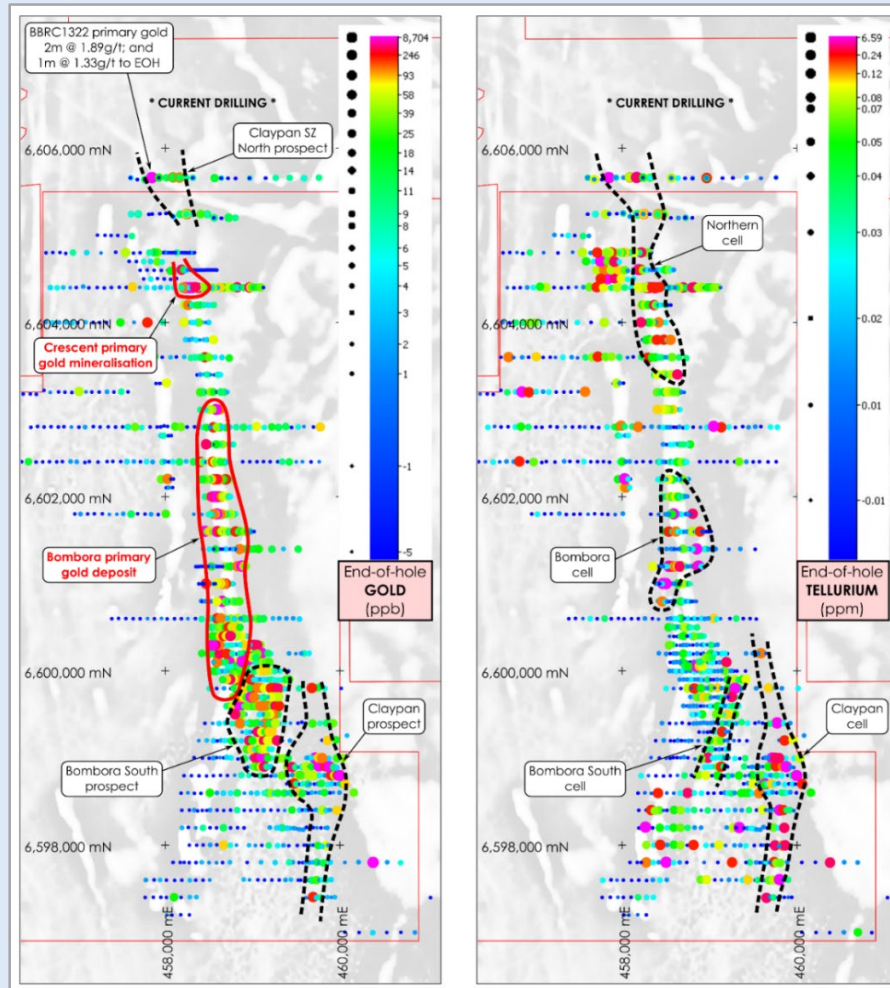 BBRC1322 primary gold
2m @ 1.89g/t; and
1m @ 1.33g/t to EOH
* CURRENT DRILLING *
Claypan SZ
North prospect
6,606,000 mN
6,604,000 mN
Crescent primary
gold mineralisation
6,602,000 mN
Bombora primary
gold deposit
6,600,000 mN
Claypan
prospect
Bombora South
prospect
6,598,000 mN
458,000 mE
460,000 mE
8,704
246
93
58
39
25
18
14
11
9
8
6
5
4
3
2
1
-1
-5
End-of-hole
GOLD
(ppb)
* CURRENT DRILLING *
6,606,000 mN
Northern
cell
6,604,000 mN
6,602,000 mN
Bombora
cell
6,600,000 mN
Claypan
cell
Bombora South
cell
6,598,000 mN
458,000 mE
460,000 mE
6.59
0.24
0.12
0.08
0.07
0.05
0.04
0.03
0.02
0.01
-0.01
End-of-hole
TELLURIUM
(ppm)